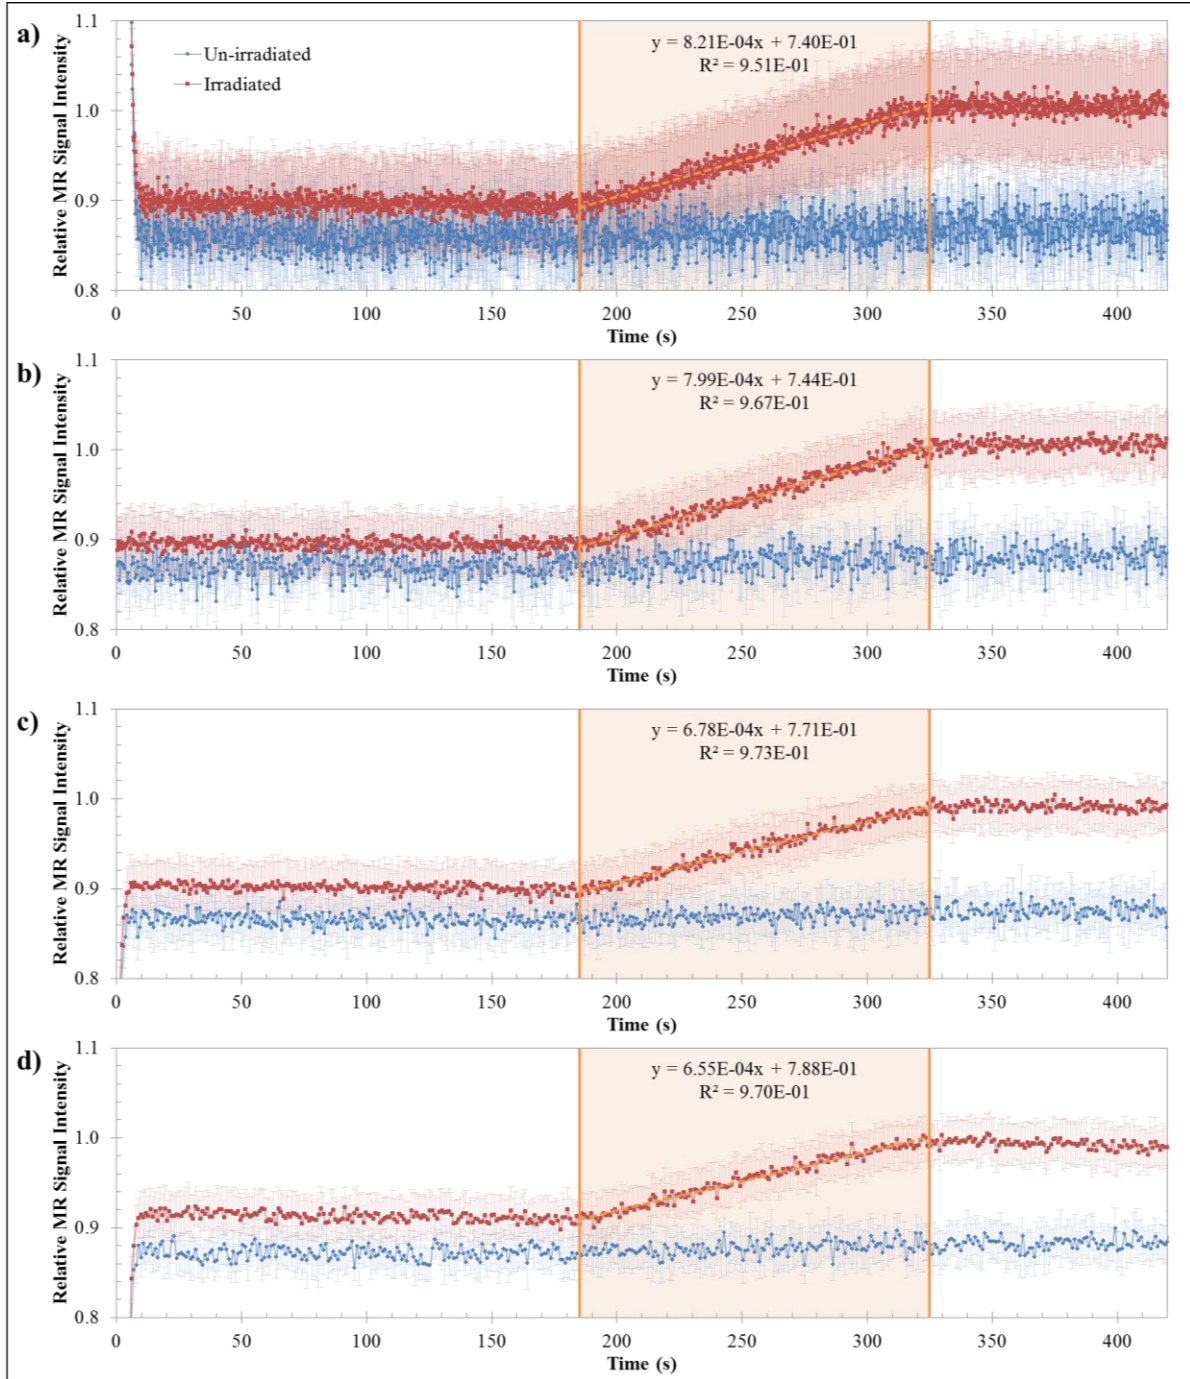 a)
Relative MR Signal Intensity
1.1
1.0
0.9
0.8
Un-irradiated
Irradiated
y = 8.21E-04x + 7.40E-01
R² = 9.51E-01
0 50 100 150 200 250 300 350 400
Time (s)
b)
Relative MR Signal Intensity
1.1
1.0
0.9
0.8
y = 7.99E-04x + 7.44E-01
R² = 9.67E-01
0 50 100 150 200 250 300 350 400
Time (s)
c)
Relative MR Signal Intensity
1.1
1.0
0.9
0.8
y = 6.78E-04x + 7.71E-01
R² = 9.73E-01
0 50 100 150 200 250 300 350 400
Time (s)
d)
Relative MR Signal Intensity
1.1
1.0
0.9
0.8
y = 6.55E-04x + 7.88E-01
R² = 9.70E-01
0 50 100 150 200 250 300 350 400
Time (s)